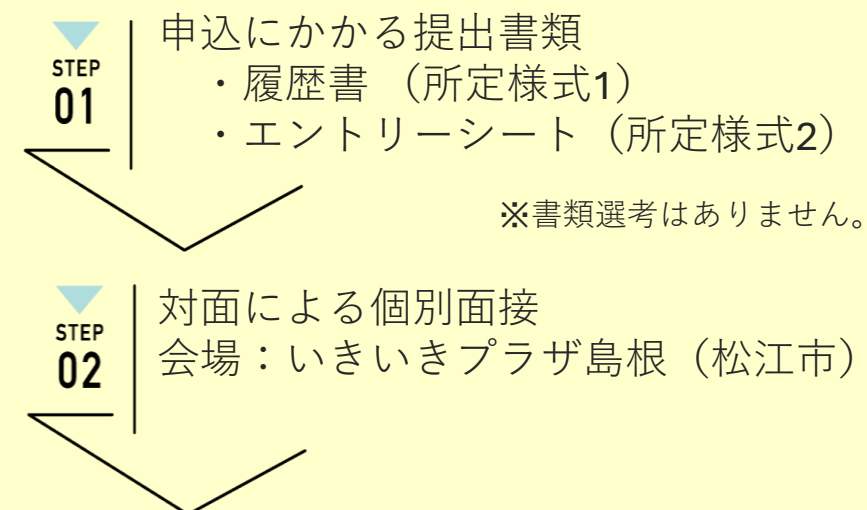 STEP
01
申込にかかる提出書類
・履歴書 （所定様式1）
・エントリーシート（所定様式2）
※書類選考はありません。
STEP
02
対面による個別面接
会場：いきいきプラザ島根（松江市）